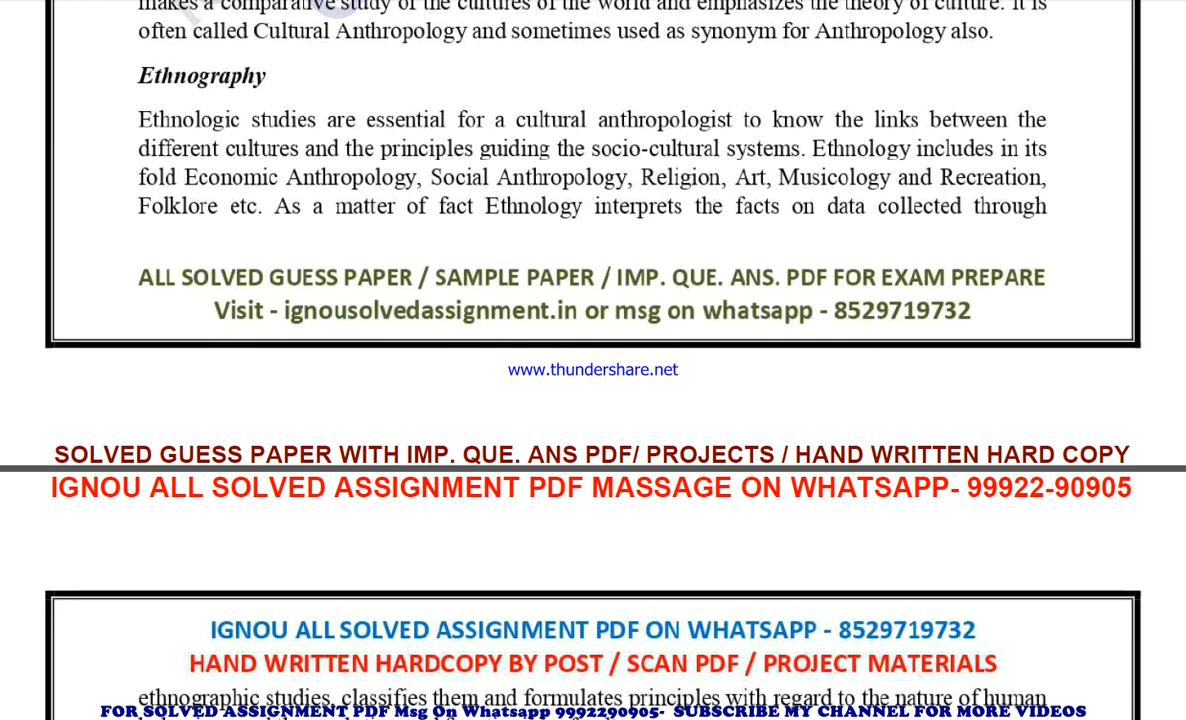 makes a comparative study of the cultures of the world and emphasizes the theory of culture. It is
often called Cultural Anthropology and sometimes used as synonym for Anthropology also.
Ethnography
Ethnologic studies are essential for a cultural anthropologist to know the links between the
different cultures and the principles guiding the socio-cultural systems. Ethnology includes in its
fold Economic Anthropology, Social Anthropology, Religion, Art, Musicology and Recreation,
Folklore etc. As a matter of fact Ethnology interprets the facts on data collected through
ALL SOLVED GUESS PAPER / SAMPLE PAPER / IMP. QUE. ANS. PDF FOR EXAM PREPARE
Visit - ignousolvedassignment.in or msg on whatsapp - 8529719732
www.thundershare.net
SOLVED GUESS PAPER WITH IMP. QUE. ANS PDF/ PROJECTS / HAND WRITTEN HARD COPY
IGNOU ALL SOLVED ASSIGNMENT PDF MASSAGE ON WHATSAPP- 99922-90905
IGNOU ALL SOLVED ASSIGNMENT PDF ON WHATSAPP - 8529719732
HAND WRITTEN HARDCOPY BY POST / SCAN PDF / PROJECT MATERIALS
ethnographic studies, classifies them and formulates principles with regard to the nature of human
FOR SOLVED ASSIGNMENT PDF Msg On Whatsapp 9992290905- SUBSCRIBE MY CHANNEL FOR MORE VIDEOS